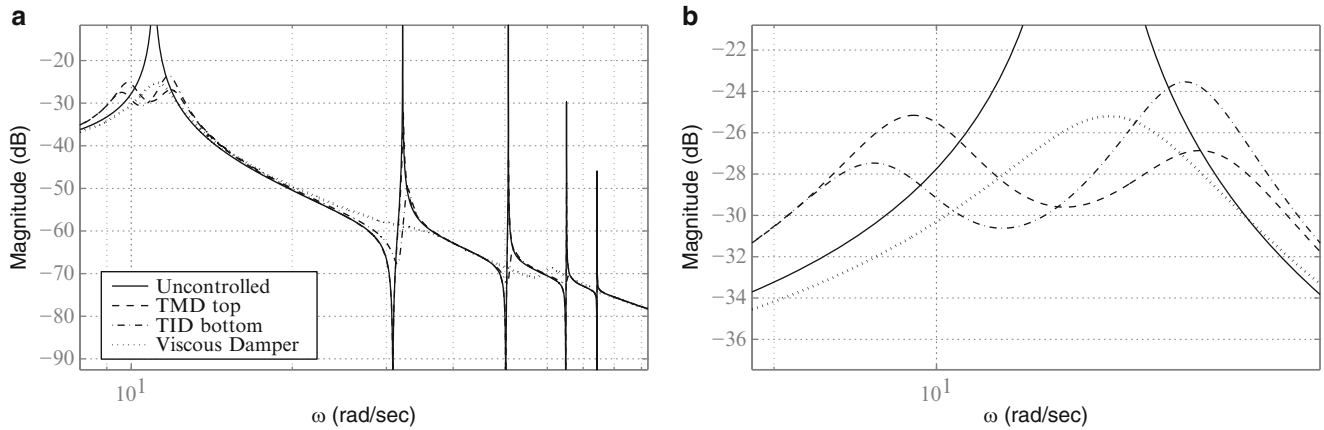 a
Magnitude (dB)
−20
−30
−40
−50
−60
−70
−80
−90
Uncontrolled
TMD top
TID bottom
Viscous Damper
10^1
ω (rad/sec)
b
Magnitude (dB)
−22
−24
−26
−28
−30
−32
−34
−36
10^1
ω (rad/sec)